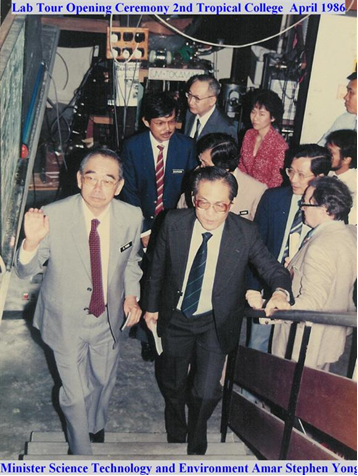 Lab Tour Opening Ceremony 2nd Tropical College April 1986
Minister Science Technology and Environment Amar Stephen Yong